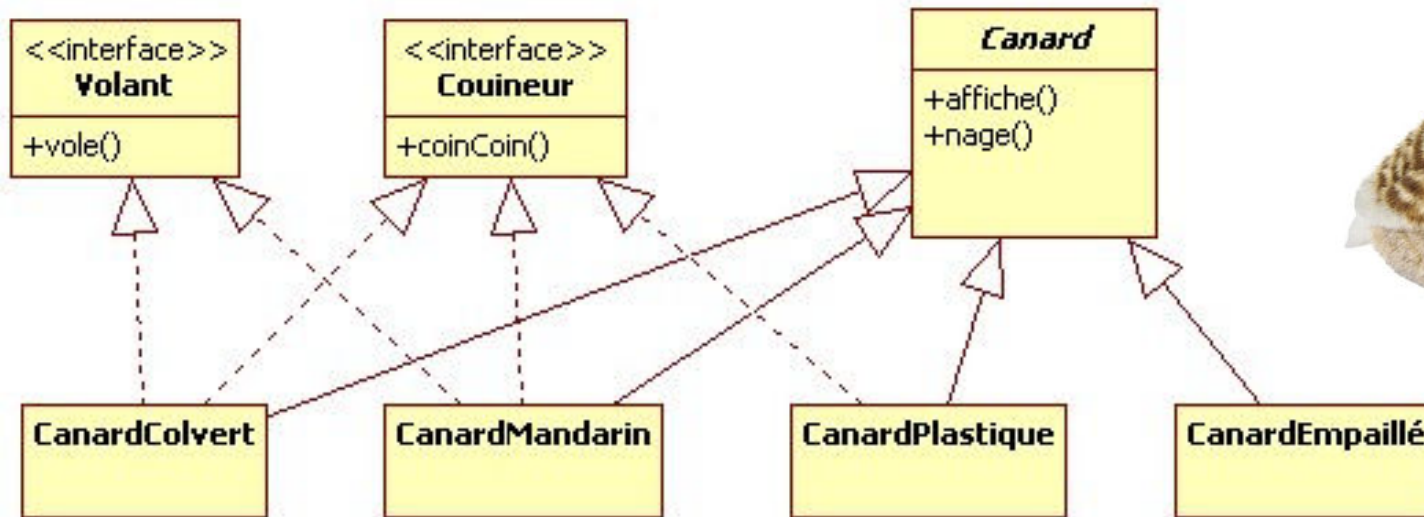 <<interface>>
Volant
+vole()
<<interface>>
Couineur
+coinCoin()
Canard
+affiche()
+nage()
CanardColvert
CanardMandarin
CanardPlastique
CanardEmpaillé